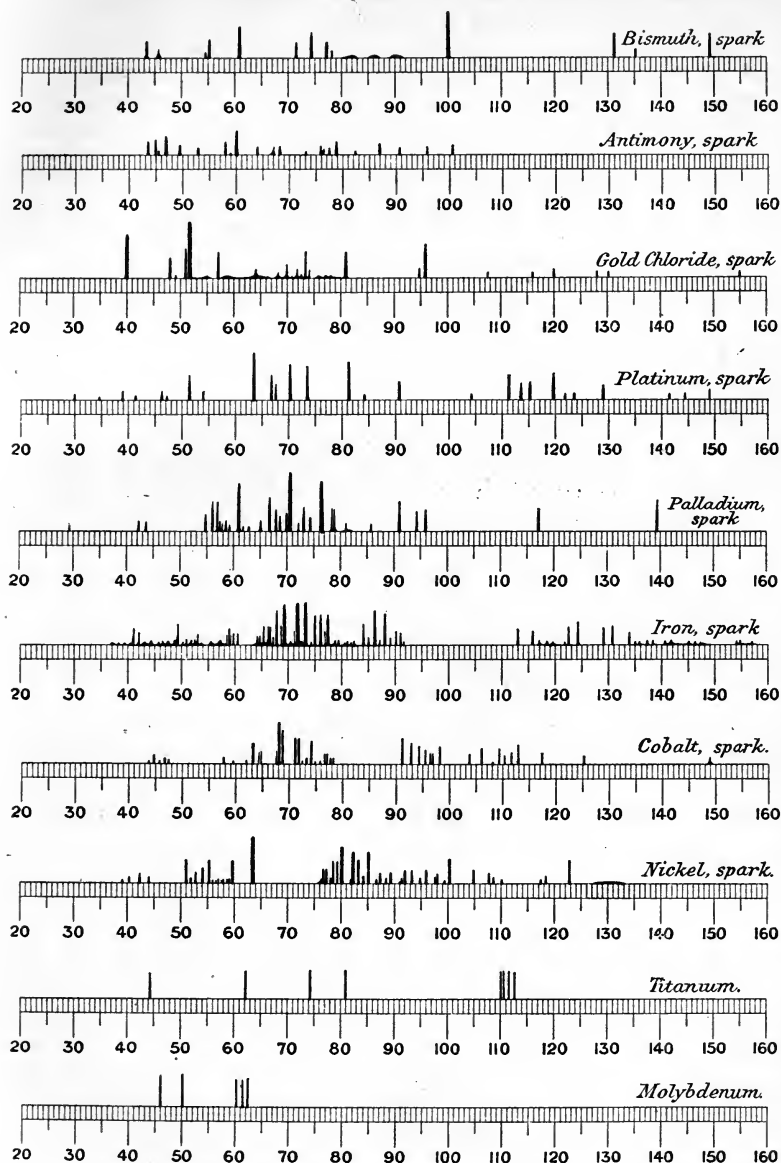 Bismuth, spark
20 30 40 50 60 70 80 90 100 110 120 130 140 150 160
Antimony, spark
20 30 40 50 60 70 80 90 100 110 120 130 140 150 160
Gold Chloride, spark
20 30 40 50 60 70 80 90 100 110 120 130 140 150 160
Platinum, spark
20 30 40 50 60 70 80 90 100 110 120 130 140 150 160
Palladium,
spark
20 30 40 50 60 70 80 90 100 110 120 130 140 150 160
Iron, spark
20 30 40 50 60 70 80 90 100 110 120 130 140 150 160
Cobalt, spark.
20 30 40 50 60 70 80 90 100 110 120 130 140 150 160
Nickel, spark.
20 30 40 50 60 70 80 90 100 110 120 130 140 150 160
Titanium.
20 30 40 50 60 70 80 90 100 110 120 130 140 150 160
Molybdenum.
20 30 40 50 60 70 80 90 100 110 120 130 140 150 160